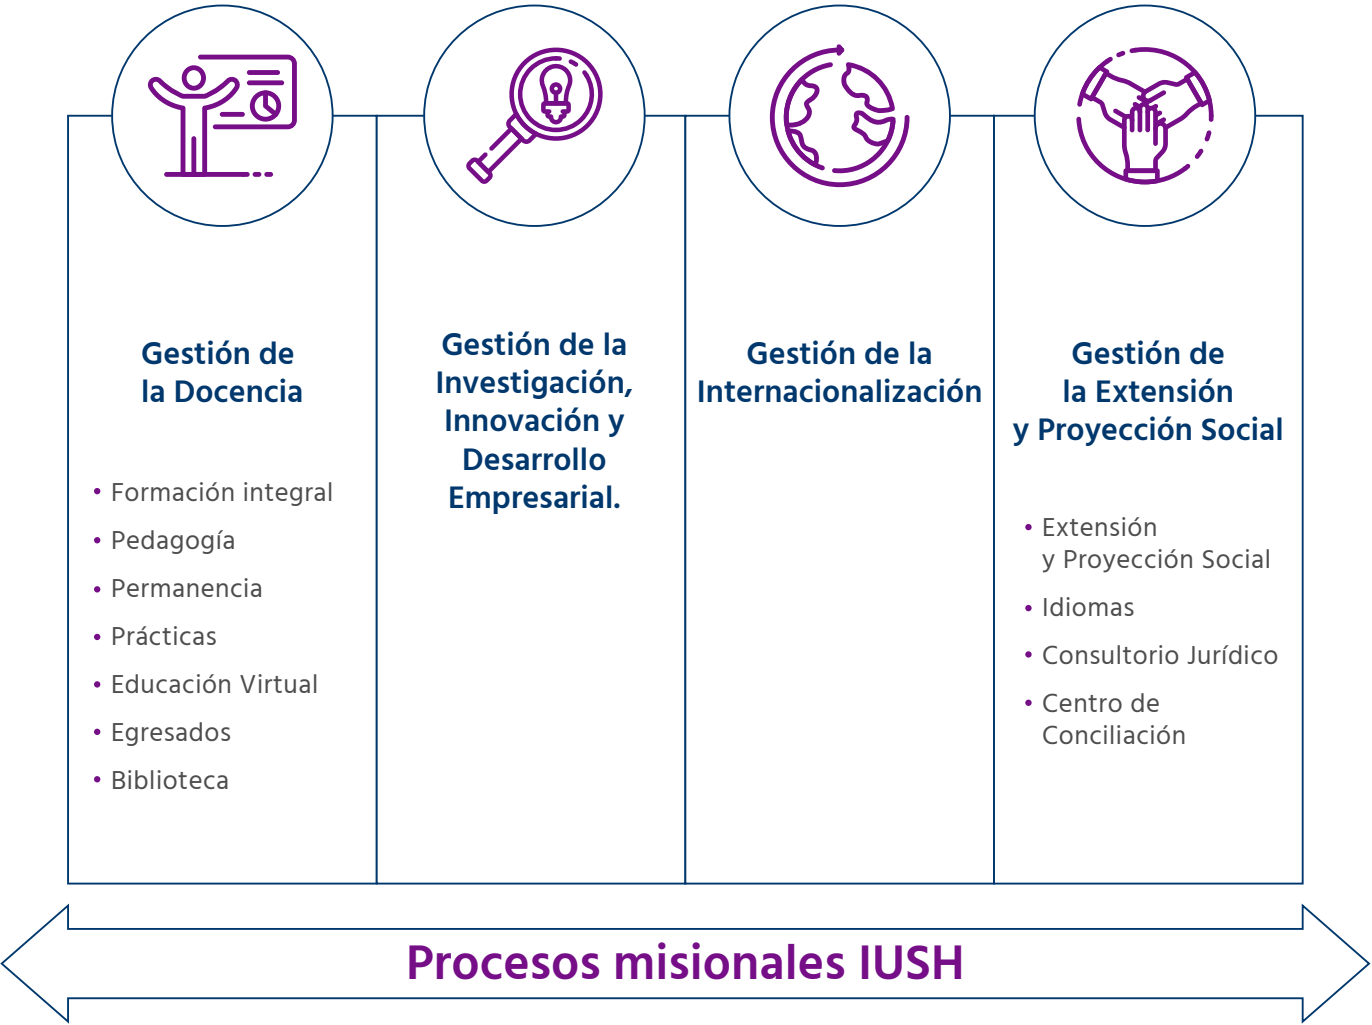 Gestión de
la Docencia
• Formación integral
• Pedagogía
• Permanencia
• Prácticas
• Educación Virtual
• Egresados
• Biblioteca
Gestión de la
Investigación,
Innovación y
Desarrollo
Empresarial.
Gestión de la
Internacionalización
Gestión de
la Extensión
y Proyección Social
• Extensión
y Proyección Social
• Idiomas
• Consultorio Jurídico
• Centro de
Conciliación
Procesos misionales IUSH